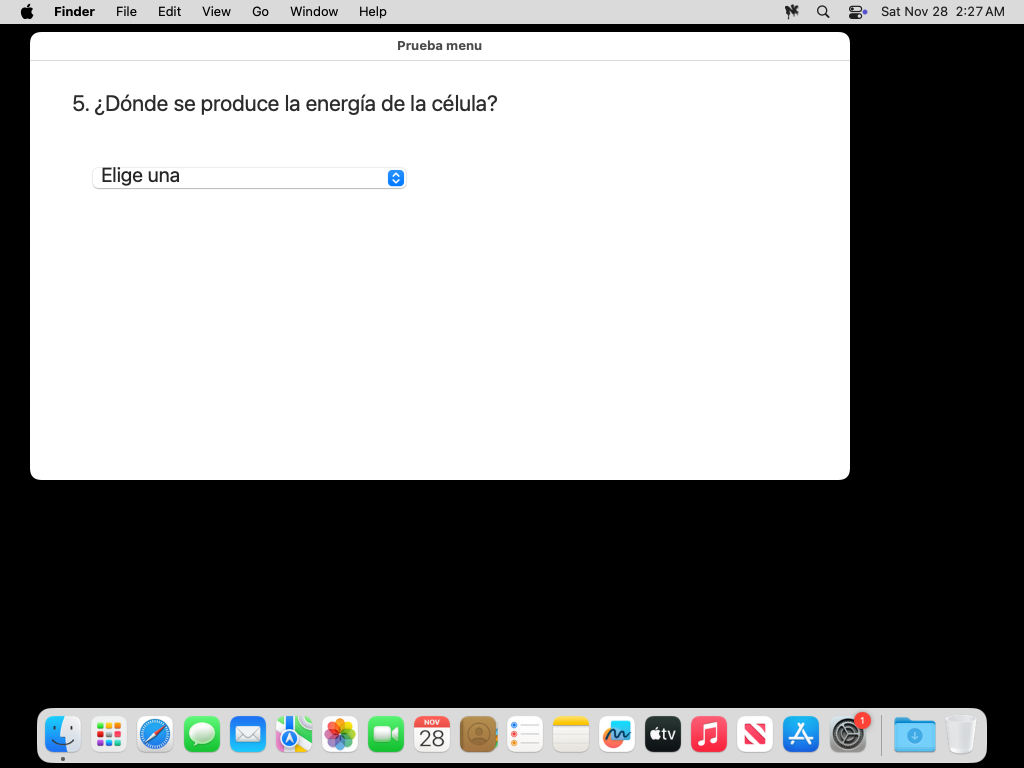 Finder File Edit View Go Window Help Sat Nov 28 2:27 AM
Prueba menu
5. ¿Dónde se produce la energía de la célula?
Elige una
NOV
28
tv
1